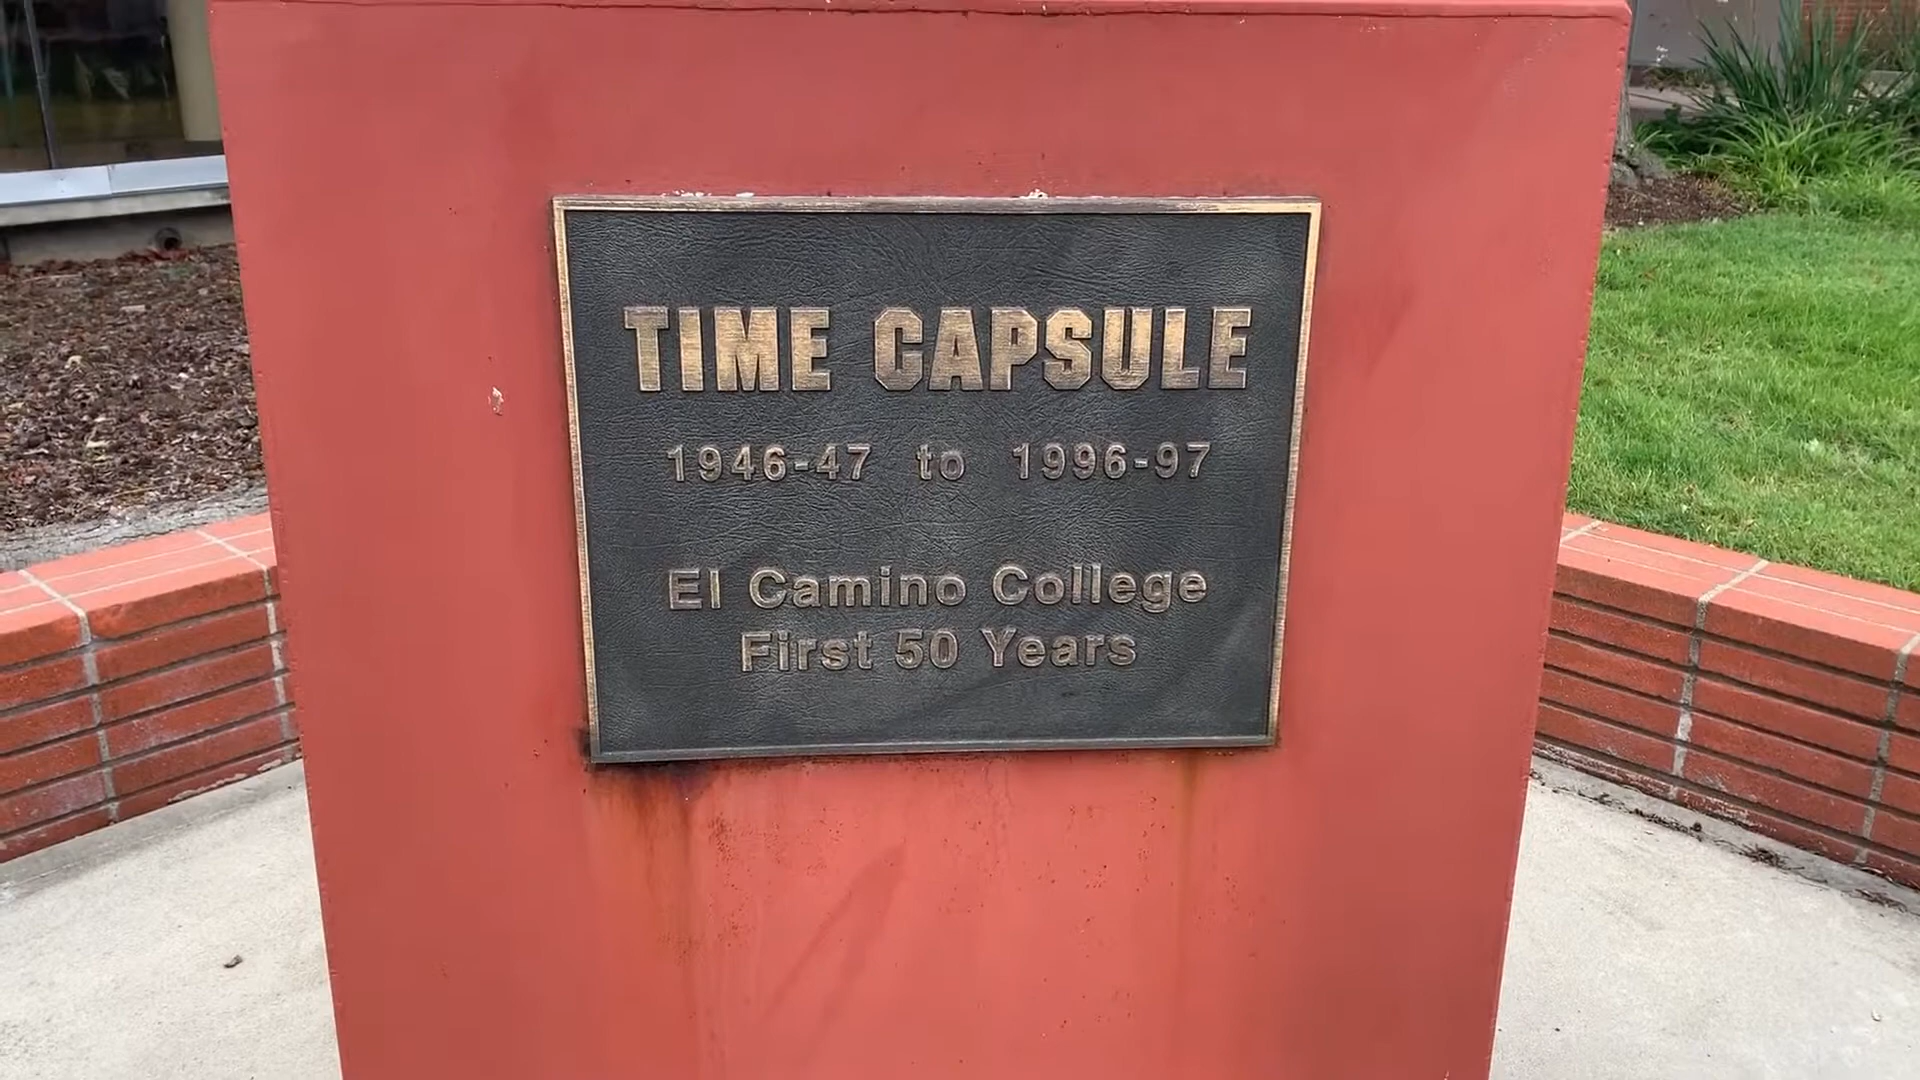 TIME CAPSULE
1946-47 to 1996-97
El Camino College
First 50 Years